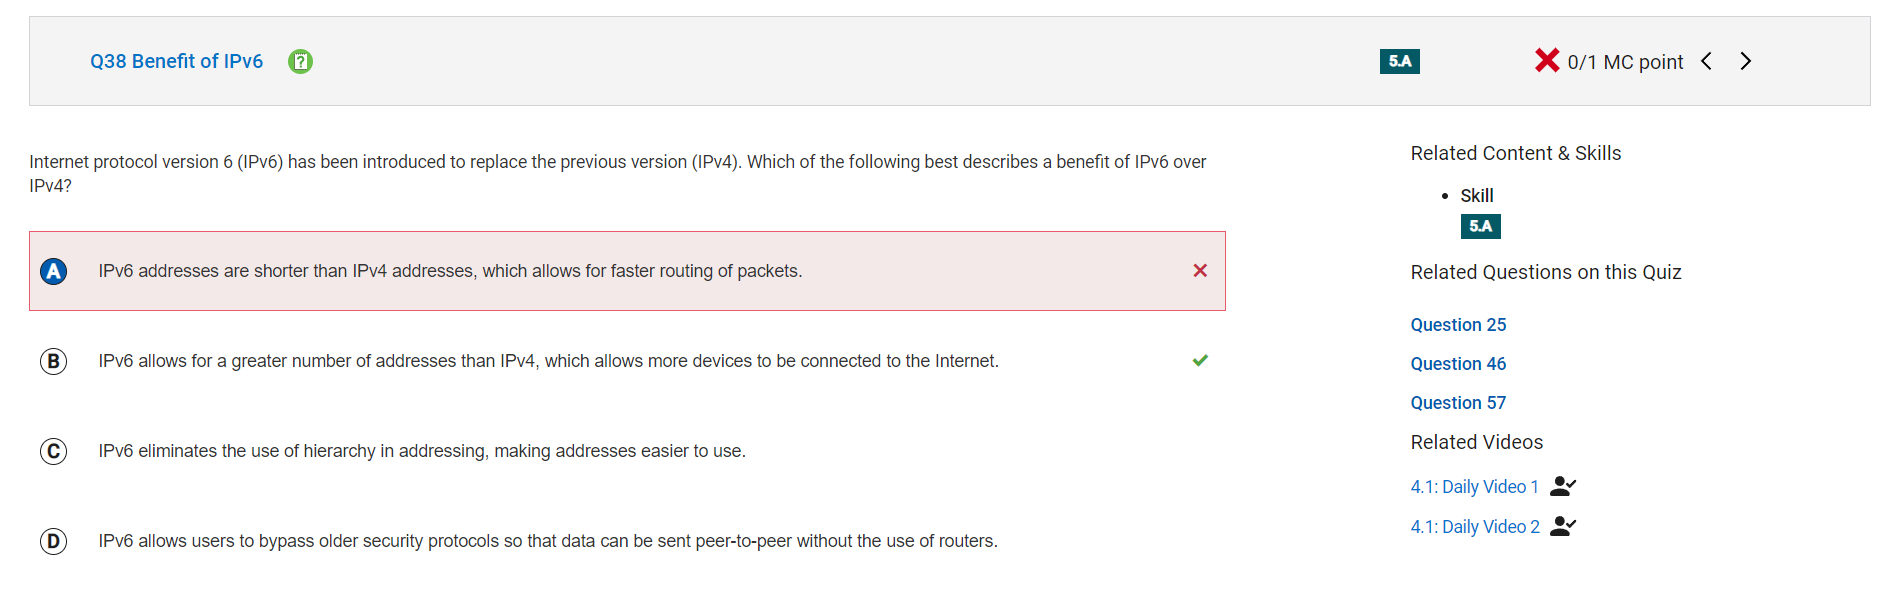 Q38 Benefit of IPv6
?
5.A
0/1 MC point
Internet protocol version 6 (IPv6) has been introduced to replace the previous version (IPv4). Which of the following best describes a benefit of IPv6 over
IPv4?
A IPv6 addresses are shorter than IPv4 addresses, which allows for faster routing of packets.
B IPv6 allows for a greater number of addresses than IPv4, which allows more devices to be connected to the Internet.
C IPv6 eliminates the use of hierarchy in addressing, making addresses easier to use.
D IPv6 allows users to bypass older security protocols so that data can be sent peer-to-peer without the use of routers.
Related Content & Skills
• Skill
5.A
Related Questions on this Quiz
Question 25
Question 46
Question 57
Related Videos
4.1: Daily Video 1
4.1: Daily Video 2